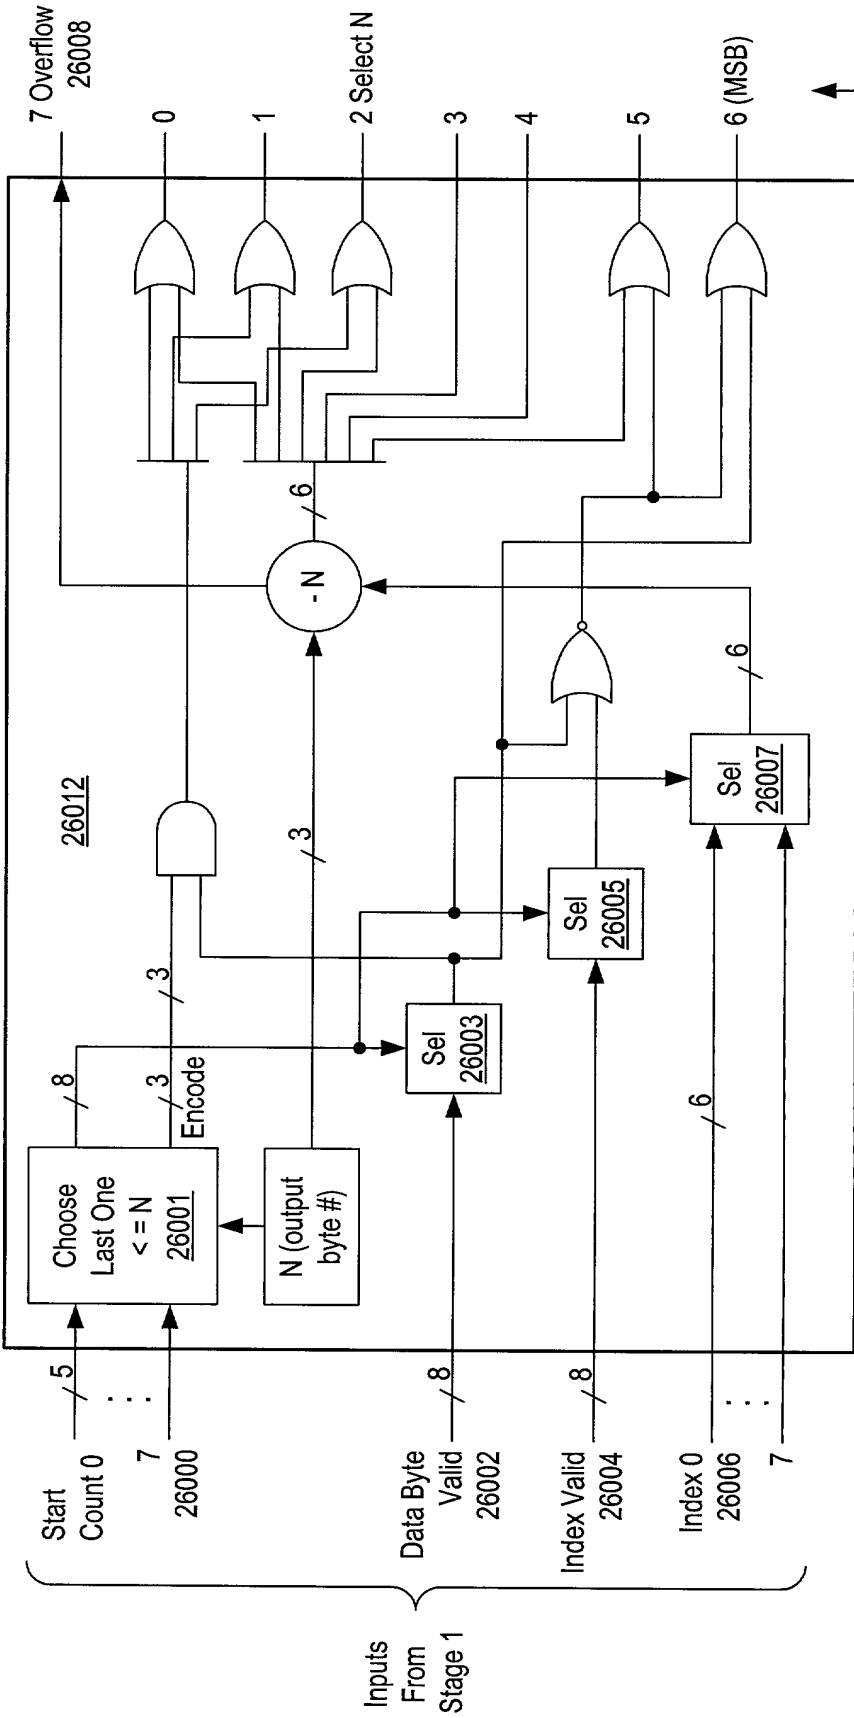 Inputs
From
Stage 1
Start
Count 0
5
. . .
7
26000
Data Byte
Valid
26002
8
Index Valid
26004
8
Index 0
26006
6
. . .
7
Choose
Last One
< = N
26001
8
3
Encode
3
N (output
byte #)
3
Sel
26003
Sel
26005
Sel
26007
6
26012
- N
6
7 Overflow
26008
0
1
2 Select N
3
4
5
6 (MSB)